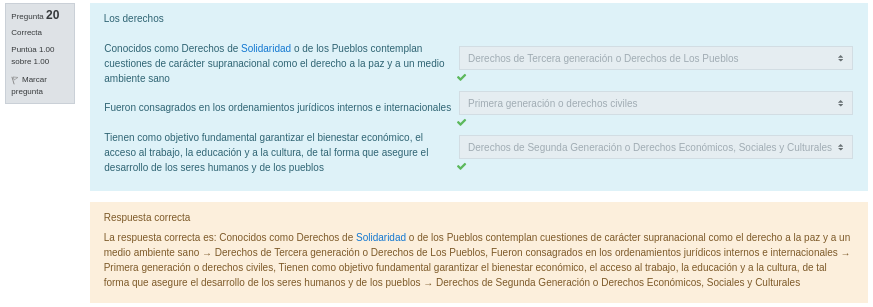 Pregunta 20
Correcta
Puntúa 1.00
sobre 1.00
Marcar
pregunta
Los derechos
Conocidos como Derechos de Solidaridad o de los Pueblos contemplan
cuestiones de carácter supranacional como el derecho a la paz y a un medio
ambiente sano
Derechos de Tercera generación o Derechos de Los Pueblos
Fueron consagrados en los ordenamientos jurídicos internos e internacionales
Primera generación o derechos civiles
Tienen como objetivo fundamental garantizar el bienestar económico, el
acceso al trabajo, la educación y a la cultura, de tal forma que asegure el
desarrollo de los seres humanos y de los pueblos
Derechos de Segunda Generación o Derechos Económicos, Sociales y Culturales
Respuesta correcta
La respuesta correcta es: Conocidos como Derechos de Solidaridad o de los Pueblos contemplan cuestiones de carácter supranacional como el derecho a la paz y a un
medio ambiente sano → Derechos de Tercera generación o Derechos de Los Pueblos, Fueron consagrados en los ordenamientos jurídicos internos e internacionales →
Primera generación o derechos civiles, Tienen como objetivo fundamental garantizar el bienestar económico, el acceso al trabajo, la educación y a la cultura, de tal
forma que asegure el desarrollo de los seres humanos y de los pueblos → Derechos de Segunda Generación o Derechos Económicos, Sociales y Culturales